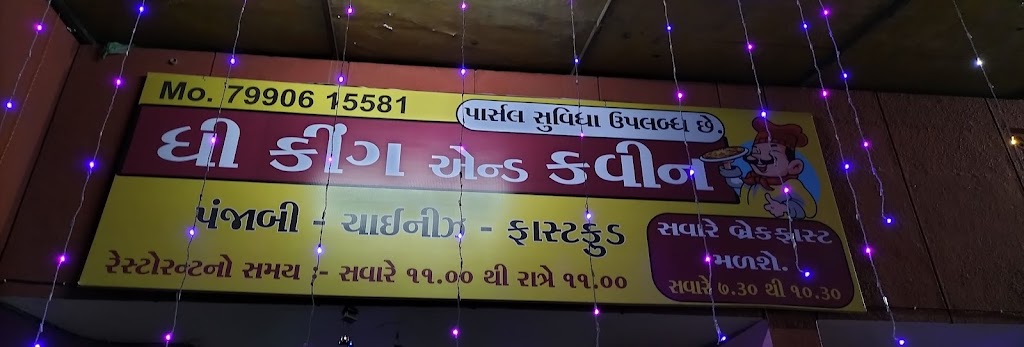 Mo. 79906 15581
પાર્સલ સુવિધા ઉપલબ્ધ છે.
ધી કીંગ એન્ડ કવીન
પંજાબી - ચાઈનીઝ - ફાસ્ટફુડ
રેસ્ટોરન્ટનો સમય :- સવારે ૧૧.૦૦ થી રાત્રે ૧૧.૦૦
સવારે બ્રેકફાસ્ટ
મળશે.
સવારે ૭.૩૦ થી ૧૦.૩૦